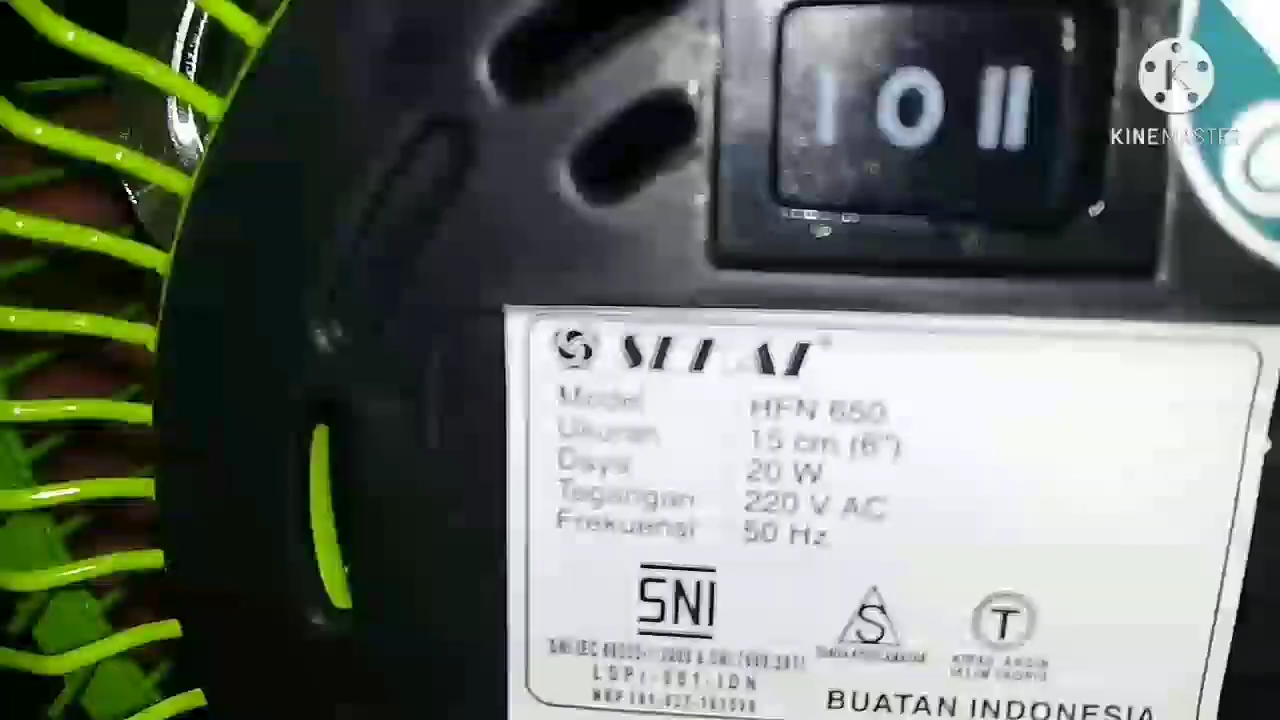 I O II
KINEMASTER
SEKAI
Model HFN 650
Ukuran 15 cm (6")
Daya 20 W
Tegangan 220 V AC
Frekuensi 50 Hz
SNI
S
T
BUATAN INDONESIA